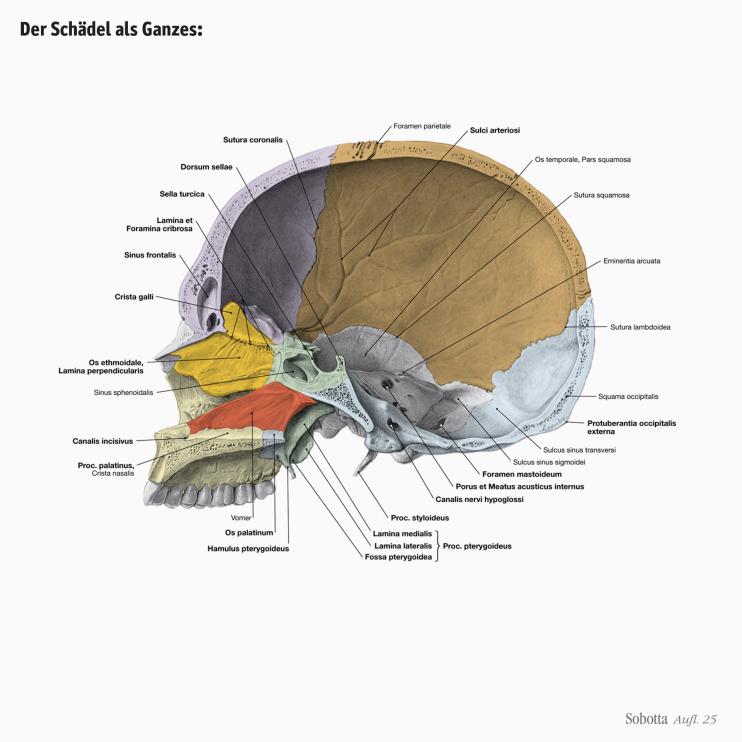 Der Schädel als Ganzes:
Foramen parietale
Sulci arteriosi
Sutura coronalis
Os temporale, Pars squamosa
Dorsum sellae
Sella turcica
Sutura squamosa
Lamina et
Foramina cribrosa
Sinus frontalis
Eminentia arcuata
Crista galli
Sutura lambdoidea
Os ethmoidale,
Lamina perpendicularis
Sinus sphenoidalis
Squama occipitalis
Protuberantia occipitalis
externa
Canalis incisivus
Sulcus sinus transversi
Proc. palatinus,
Crista nasalis
Sulcus sinus sigmoidei
Foramen mastoideum
Porus et Meatus acusticus internus
Canalis nervi hypoglossi
Vomer
Proc. styloideus
Os palatinum
Lamina medialis
Hamulus pterygoideus
Lamina lateralis
Proc. pterygoideus
Fossa pterygoidea
Sobotta Aufl. 25